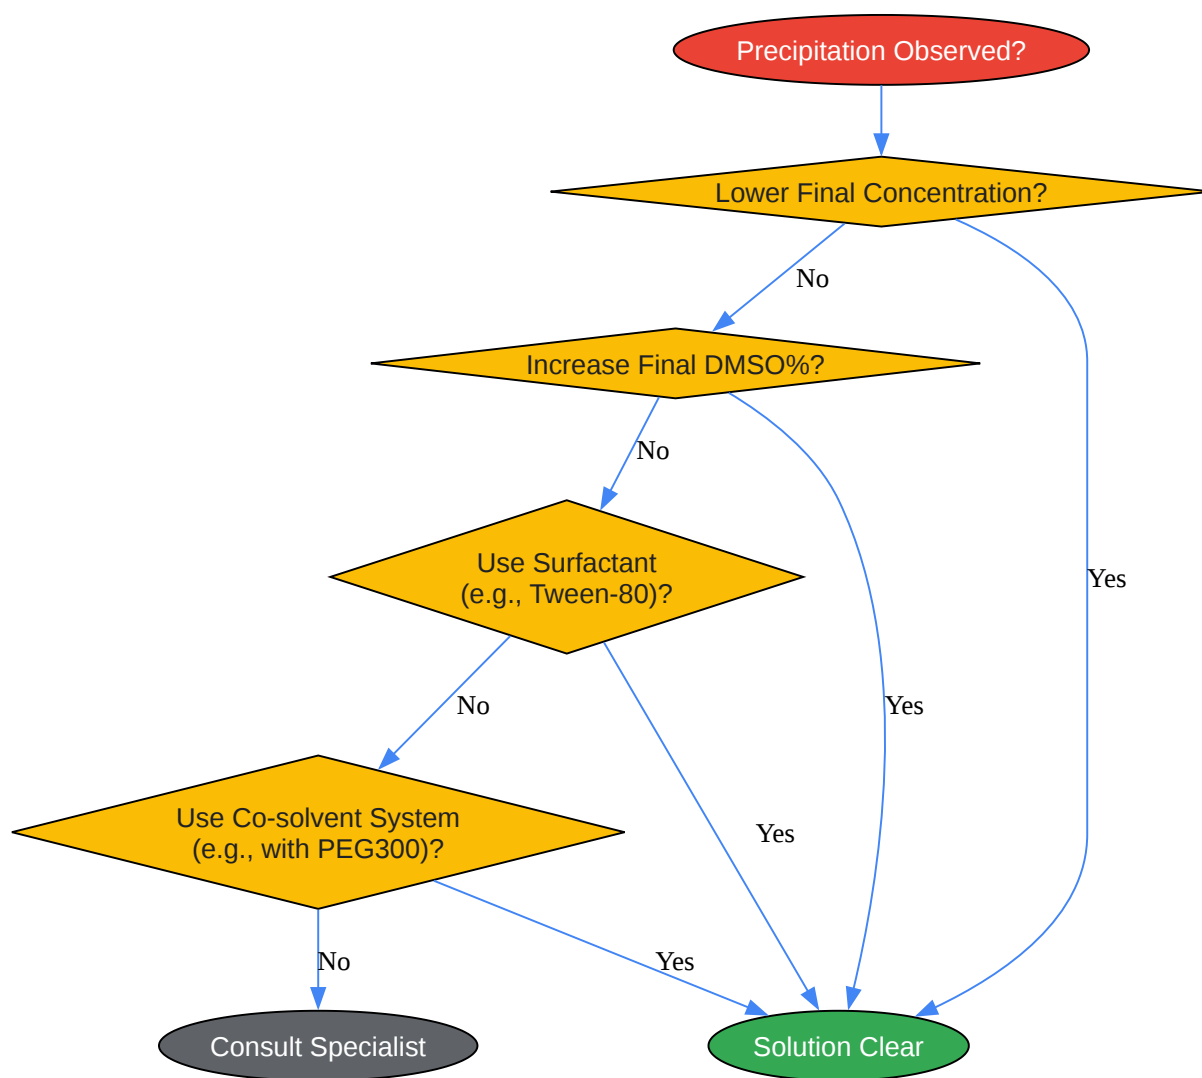 Precipitation Observed?
Lower Final Concentration?
No
Increase Final DMSO%?
No
Yes
Use Surfactant
(e.g., Tween-80)?
No
Yes
Use Co-solvent System
(e.g., with PEG300)?
Yes
No
Yes
Consult Specialist
Solution Clear